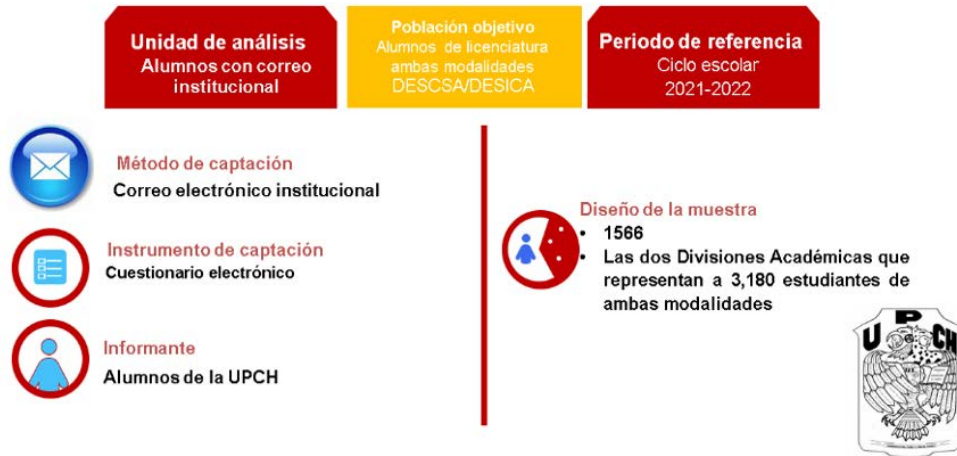 Unidad de análisis
Alumnos con correo
institucional
Población objetivo
Alumnos de licenciatura
ambas modalidades
DESCSA/DESICA
Periodo de referencia
Ciclo escolar
2021-2022
Método de captación
Correo electrónico institucional
Instrumento de captación
Cuestionario electrónico
Informante
Alumnos de la UPCH
Diseño de la muestra
• 1566
• Las dos Divisiones Académicas que
representan a 3,180 estudiantes de
ambas modalidades
UPCH